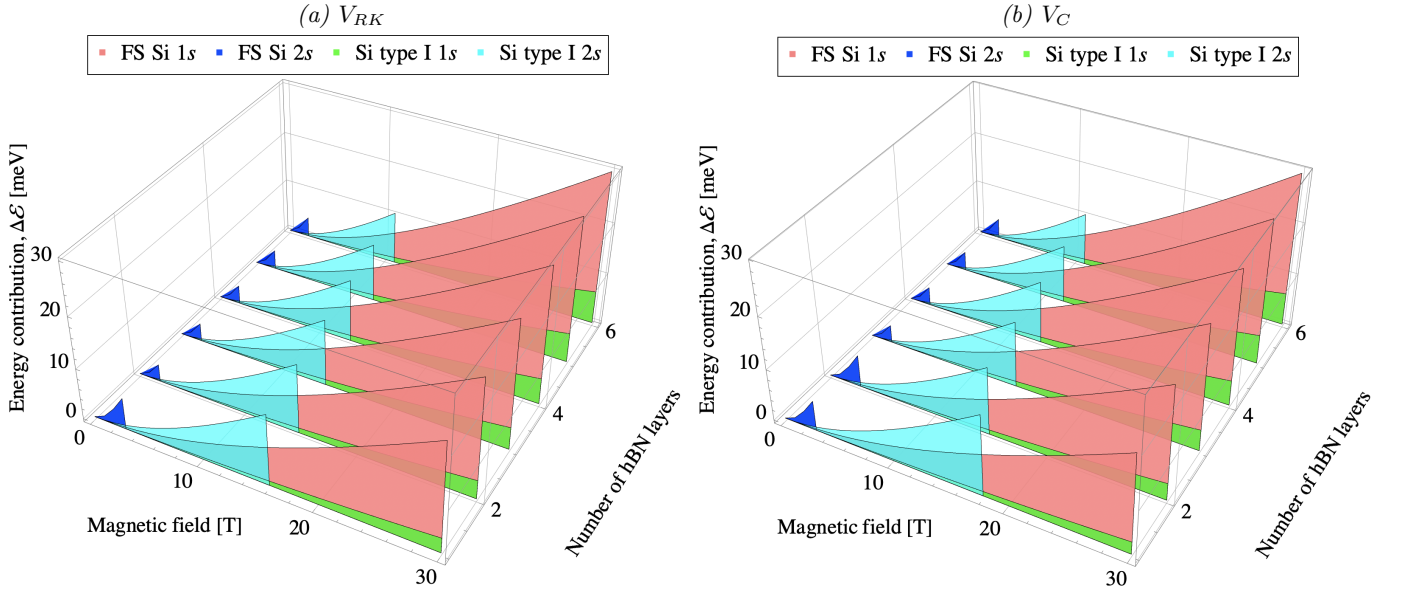 (a) V_{RK}
FS Si 1s FS Si 2s Si type I 1s Si type I 2s
Energy contribution, Δℰ [meV]
30
20
10
0
0
10
20
30
Magnetic field [T]
2
4
6
Number of hBN layers
(b) V_C
FS Si 1s FS Si 2s Si type I 1s Si type I 2s
Energy contribution, Δℰ [meV]
30
20
10
0
0
10
20
30
Magnetic field [T]
2
4
6
Number of hBN layers